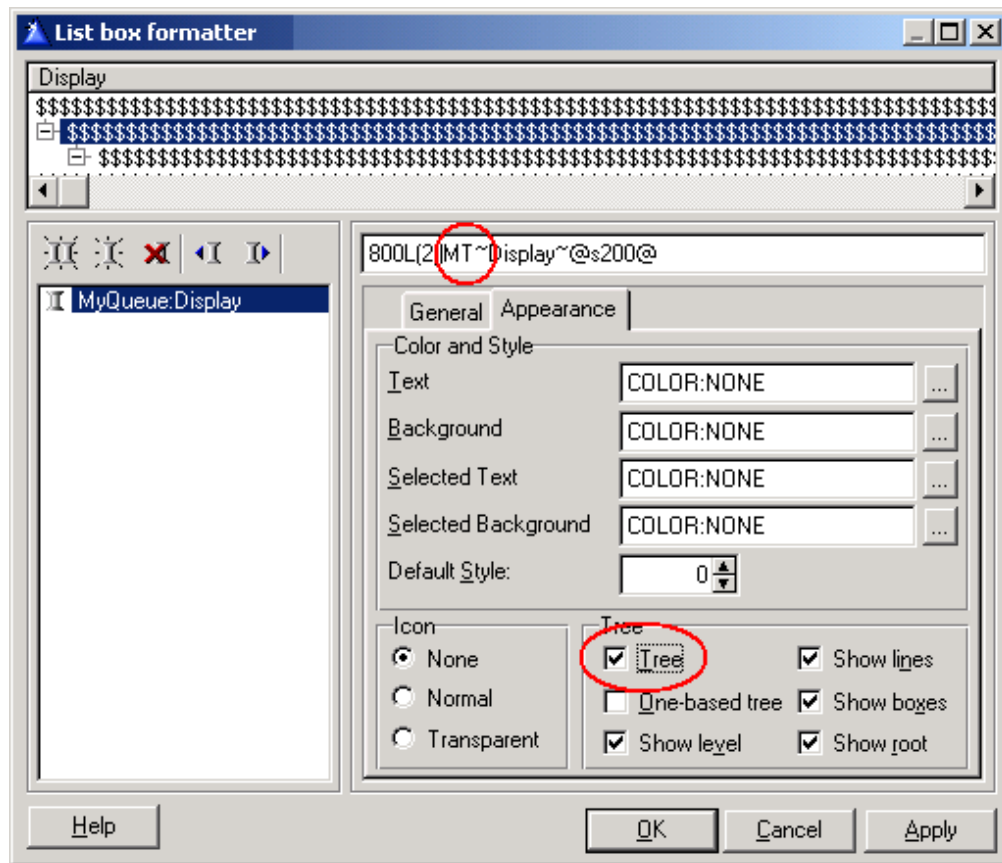 List box formatter
Display
$$$$$$$$$$$$$$$$$$$$$$$$$$$$$$$$$$$$$$$$$$$$$$$$$$$$$$$$$$$$$$$$$$$$$$$$$$$$$$$$$
$$$$$$$$$$$$$$$$$$$$$$$$$$$$$$$$$$$$$$$$$$$$$$$$$$$$$$$$$$$$$$$$$$$$$$$$$$$$$$
$$$$$$$$$$$$$$$$$$$$$$$$$$$$$$$$$$$$$$$$$$$$$$$$$$$$$$$$$$$$$$$$$$$$$$$$$$$
800L(2)|MT~Display~@s200@
MyQueue:Display
General Appearance
Color and Style
Text COLOR:NONE ...
Background COLOR:NONE ...
Selected Text COLOR:NONE ...
Selected Background COLOR:NONE ...
Default Style: 0
Icon
None
Normal
Transparent
Tree
Tree Show lines
One-based tree Show boxes
Show level Show root
Help OK Cancel Apply